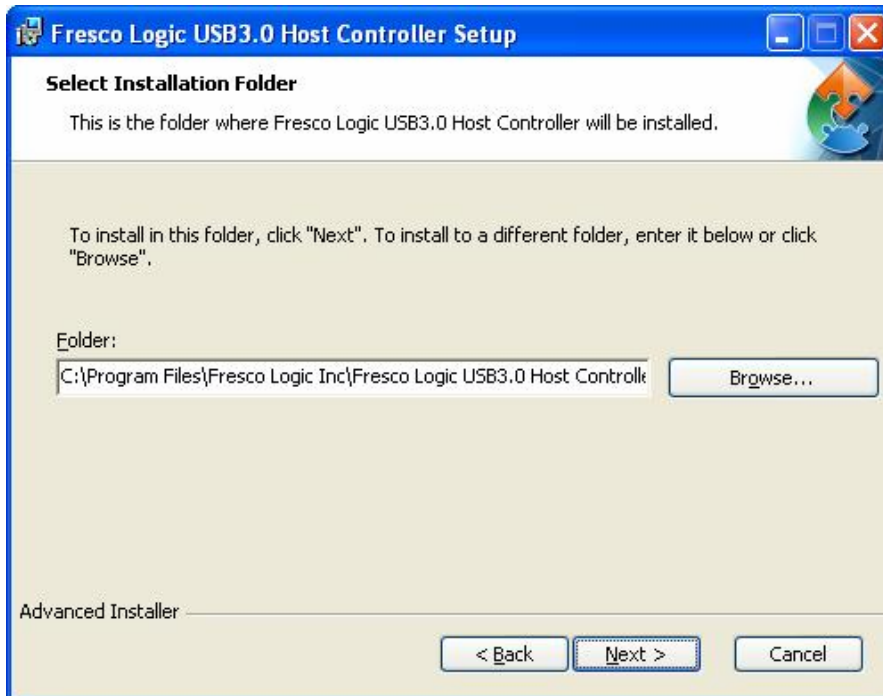 Fresco Logic USB3.0 Host Controller Setup
Select Installation Folder
This is the folder where Fresco Logic USB3.0 Host Controller will be installed.
To install in this folder, click "Next". To install to a different folder, enter it below or click
"Browse".
Folder:
C:\Program Files\Fresco Logic Inc\Fresco Logic USB3.0 Host Controlle
Browse...
Advanced Installer
< Back
Next >
Cancel